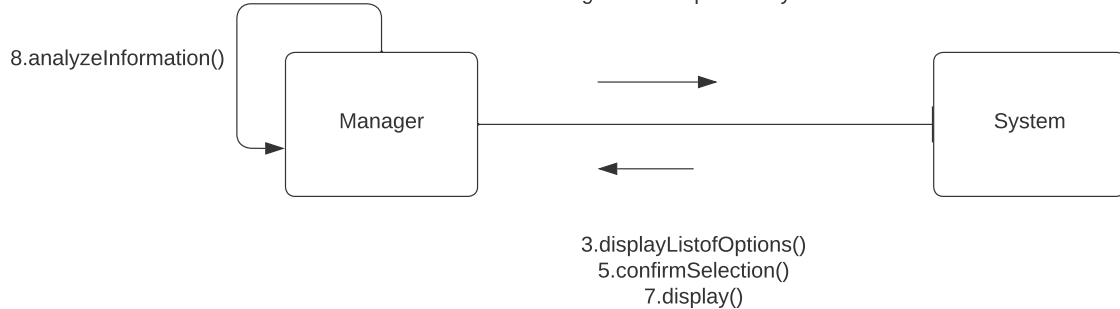 8.analyzeInformation()
Manager
System
3.displayListofOptions()
5.confirmSelection()
7.display()